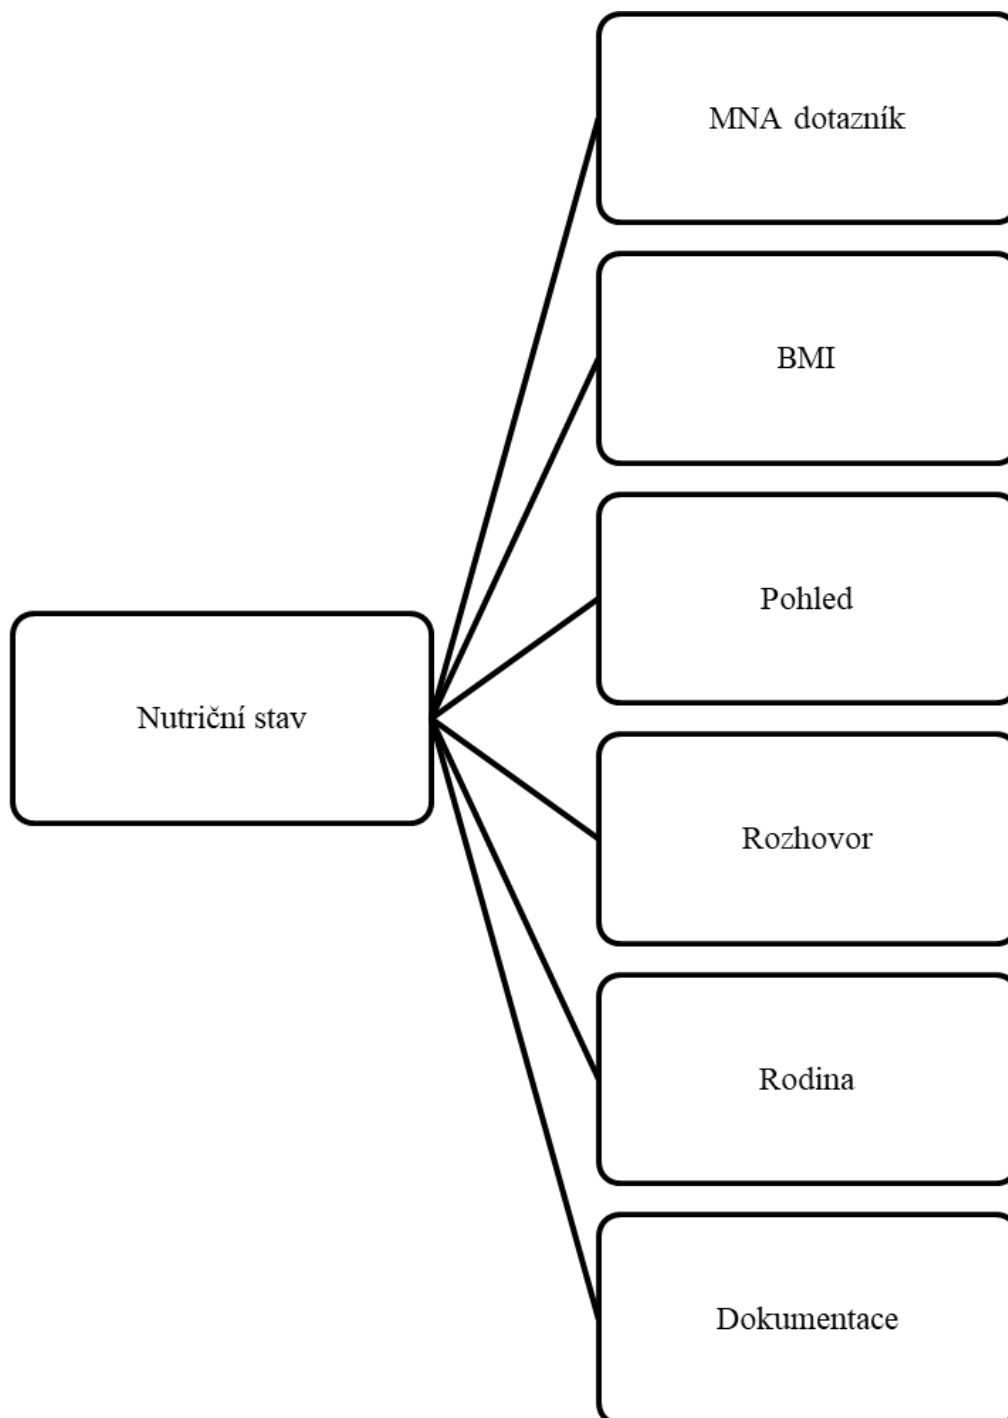 MNA dotazník
BMI
Pohled
Nutriční stav
Rozhovor
Rodina
Dokumentace